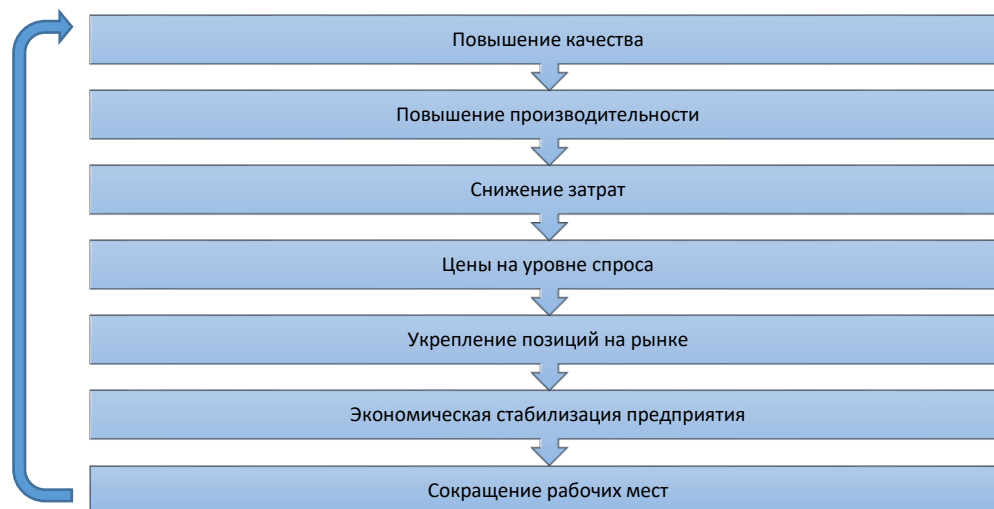 Повышение качества
Повышение производительности
Снижение затрат
Цены на уровне спроса
Укрепление позиций на рынке
Экономическая стабилизация предприятия
Сокращение рабочих мест